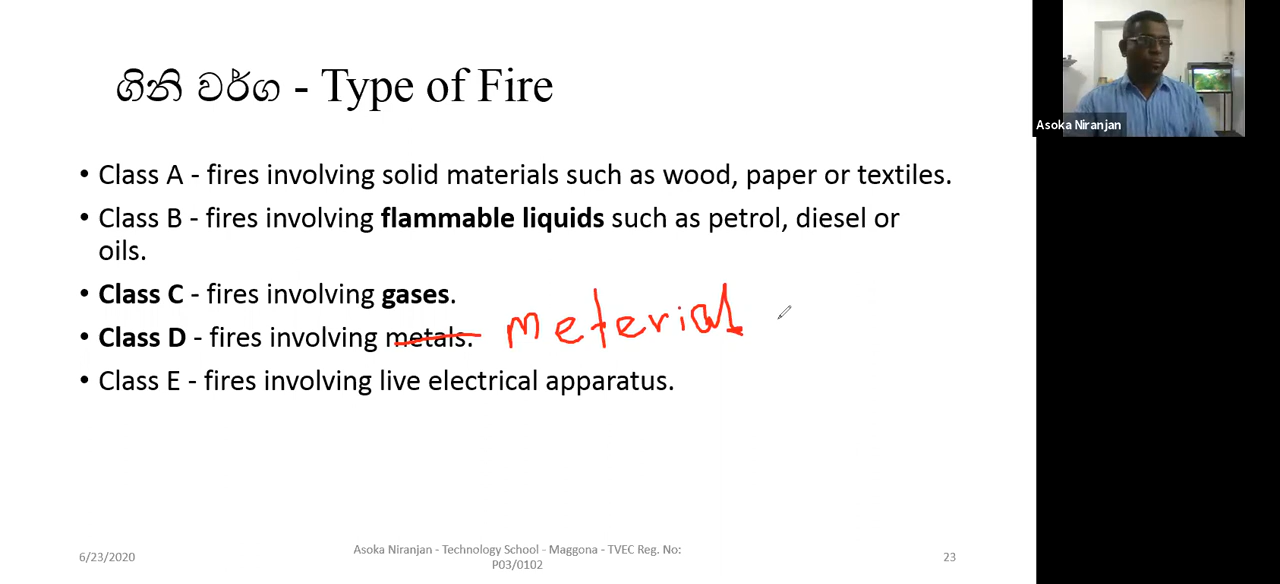 ගිනි වර්ග - Type of Fire
Asoka Niranjan
• Class A - fires involving solid materials such as wood, paper or textiles.
• Class B - fires involving flammable liquids such as petrol, diesel or
oils.
• Class C - fires involving gases.
• Class D - fires involving metals. meterial
• Class E - fires involving live electrical apparatus.
6/23/2020
Asoka Niranjan - Technology School - Maggona - TVEC Reg. No:
P03/0102
23